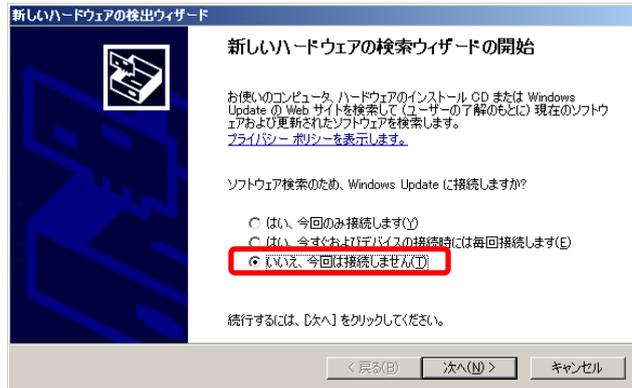 新しいハードウェアの検出ウィザード
新しいハードウェアの検索ウィザードの開始
お使いのコンピュータ、ハードウェアのインストール CD または Windows
Update の Web サイトを検索して (ユーザーの了解のもとに) 現在のソフトウ
ェアおよび更新されたソフトウェアを検索します。
プライバシー ポリシーを表示します。
ソフトウェア検索のため、Windows Update に接続しますか?
はい、今回のみ接続します(Y)
はい、今すぐおよびデバイスの接続時には毎回接続します(E)
いいえ、今回は接続しません(T)
続行するには、[次へ] をクリックしてください。
< 戻る(B)
次へ(N) >
キャンセル